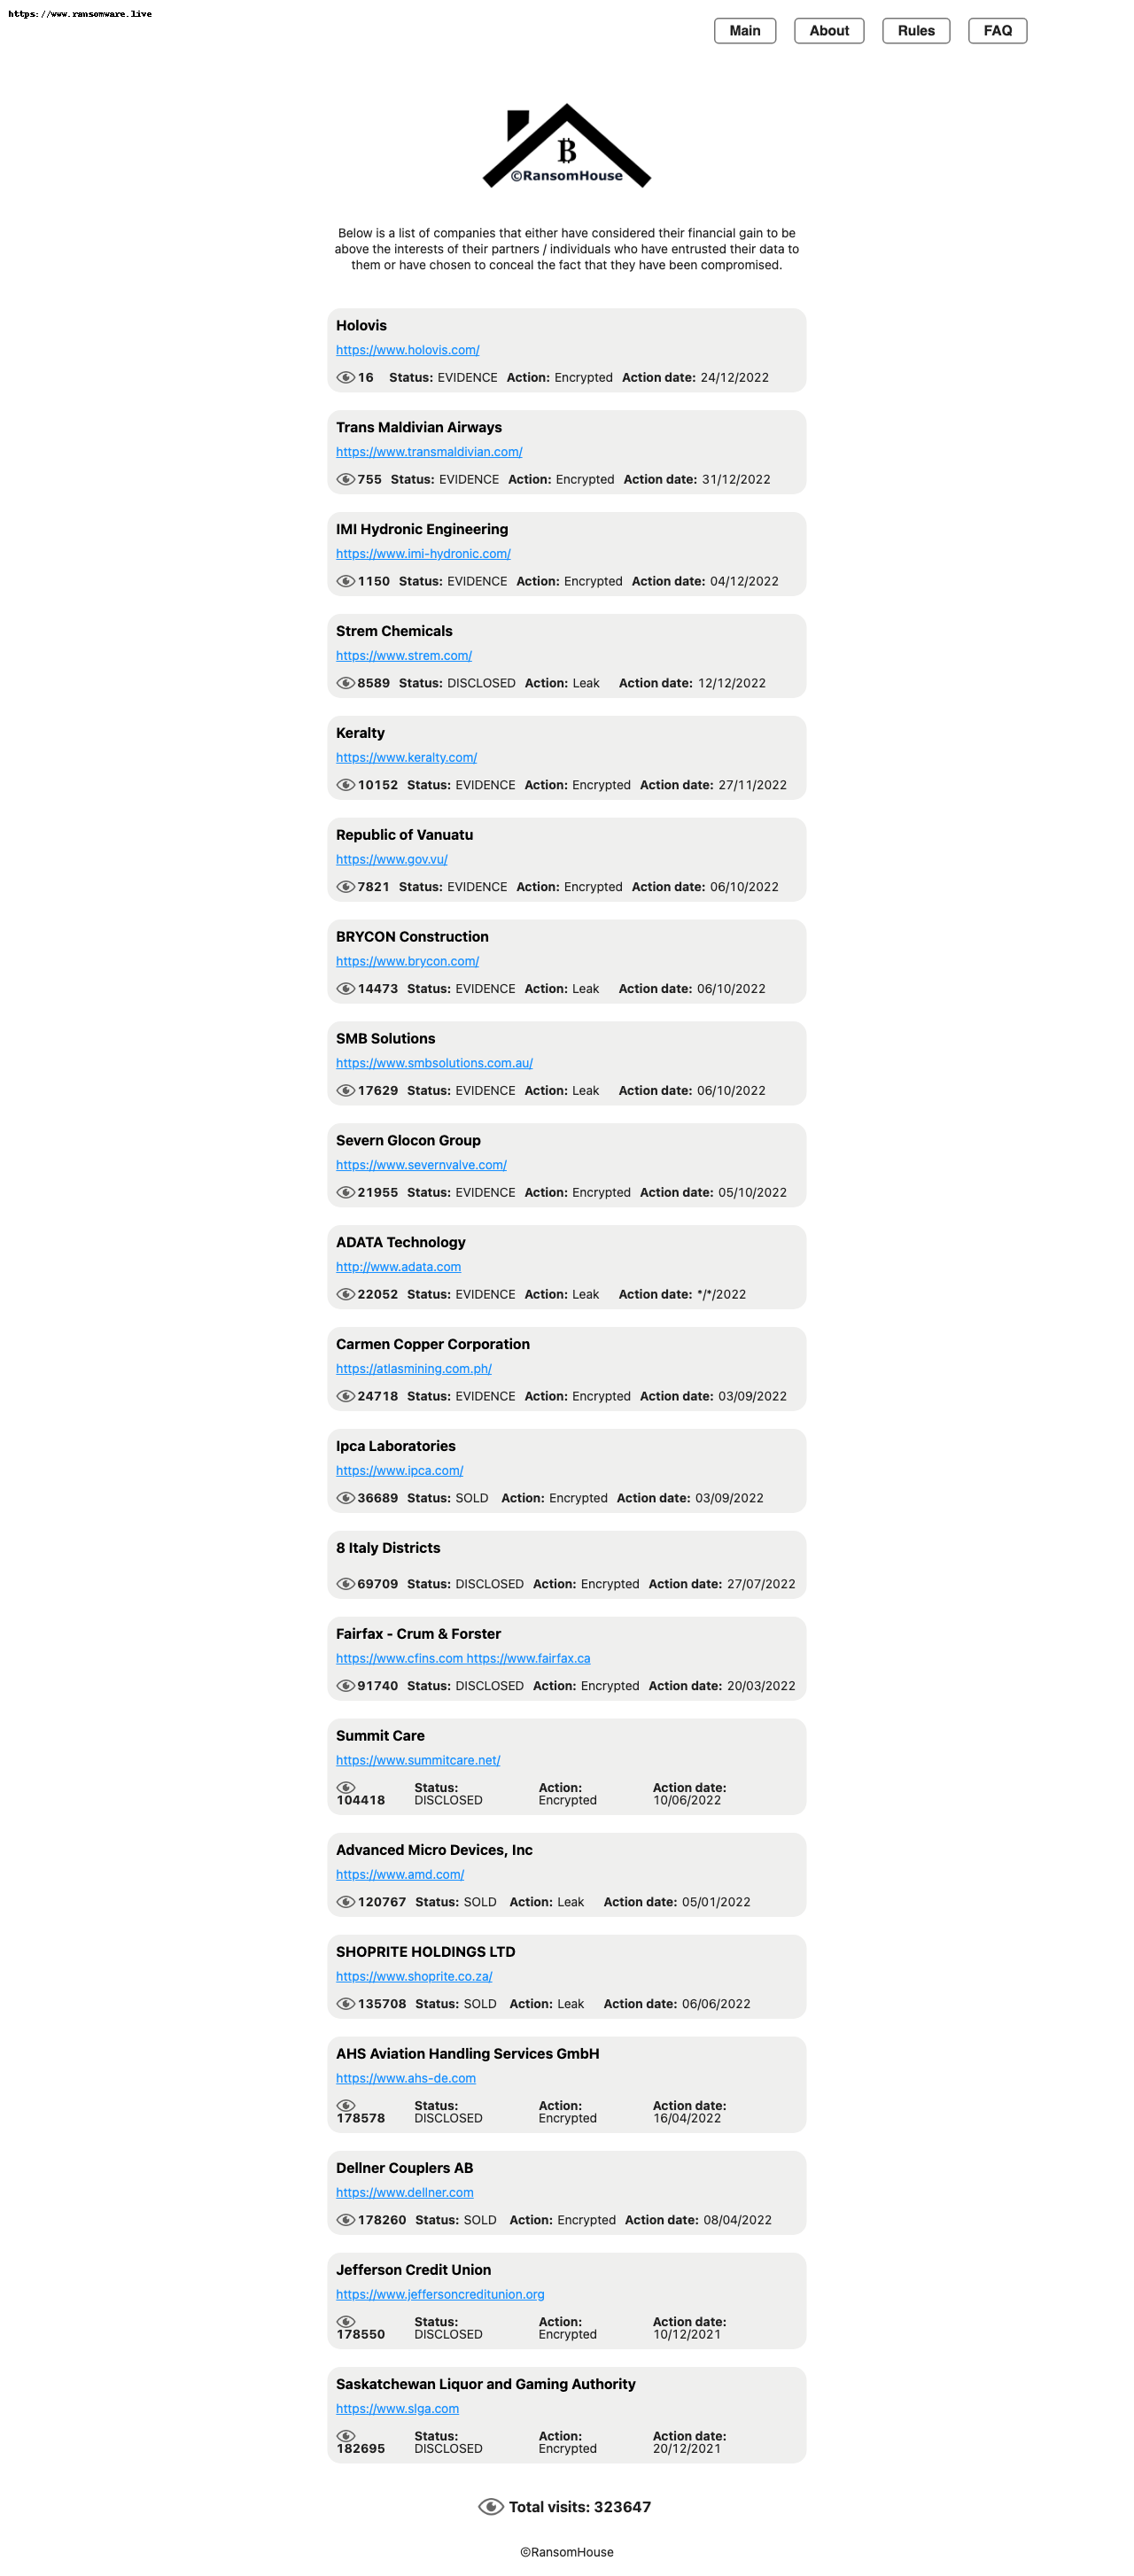 https://www.ransomware.live
Main About Rules FAQ
B
©RansomHouse
Below is a list of companies that either have considered their financial gain to be
above the interests of their partners / individuals who have entrusted their data to
them or have chosen to conceal the fact that they have been compromised.
Holovis
https://www.holovis.com/
16 Status: EVIDENCE Action: Encrypted Action date: 24/12/2022
Trans Maldivian Airways
https://www.transmaldivian.com/
755 Status: EVIDENCE Action: Encrypted Action date: 31/12/2022
IMI Hydronic Engineering
https://www.imi-hydronic.com/
1150 Status: EVIDENCE Action: Encrypted Action date: 04/12/2022
Strem Chemicals
https://www.strem.com/
8589 Status: DISCLOSED Action: Leak Action date: 12/12/2022
Keralty
https://www.keralty.com/
10152 Status: EVIDENCE Action: Encrypted Action date: 27/11/2022
Republic of Vanuatu
https://www.gov.vu/
7821 Status: EVIDENCE Action: Encrypted Action date: 06/10/2022
BRYCON Construction
https://www.brycon.com/
14473 Status: EVIDENCE Action: Leak Action date: 06/10/2022
SMB Solutions
https://www.smbsolutions.com.au/
17629 Status: EVIDENCE Action: Leak Action date: 06/10/2022
Severn Glocon Group
https://www.severnvalve.com/
21955 Status: EVIDENCE Action: Encrypted Action date: 05/10/2022
ADATA Technology
http://www.adata.com
22052 Status: EVIDENCE Action: Leak Action date: */*/2022
Carmen Copper Corporation
https://atlasmining.com.ph/
24718 Status: EVIDENCE Action: Encrypted Action date: 03/09/2022
Ipca Laboratories
https://www.ipca.com/
36689 Status: SOLD Action: Encrypted Action date: 03/09/2022
8 Italy Districts
69709 Status: DISCLOSED Action: Encrypted Action date: 27/07/2022
Fairfax - Crum & Forster
https://www.cfins.com https://www.fairfax.ca
91740 Status: DISCLOSED Action: Encrypted Action date: 20/03/2022
Summit Care
https://www.summitcare.net/
Status: Action: Action date:
104418 DISCLOSED Encrypted 10/06/2022
Advanced Micro Devices, Inc
https://www.amd.com/
120767 Status: SOLD Action: Leak Action date: 05/01/2022
SHOPRITE HOLDINGS LTD
https://www.shoprite.co.za/
135708 Status: SOLD Action: Leak Action date: 06/06/2022
AHS Aviation Handling Services GmbH
https://www.ahs-de.com
Status: Action: Action date:
178578 DISCLOSED Encrypted 16/04/2022
Dellner Couplers AB
https://www.dellner.com
178260 Status: SOLD Action: Encrypted Action date: 08/04/2022
Jefferson Credit Union
https://www.jeffersoncreditunion.org
Status: Action: Action date:
178550 DISCLOSED Encrypted 10/12/2021
Saskatchewan Liquor and Gaming Authority
https://www.slga.com
Status: Action: Action date:
182695 DISCLOSED Encrypted 20/12/2021
Total visits: 323647
©RansomHouse